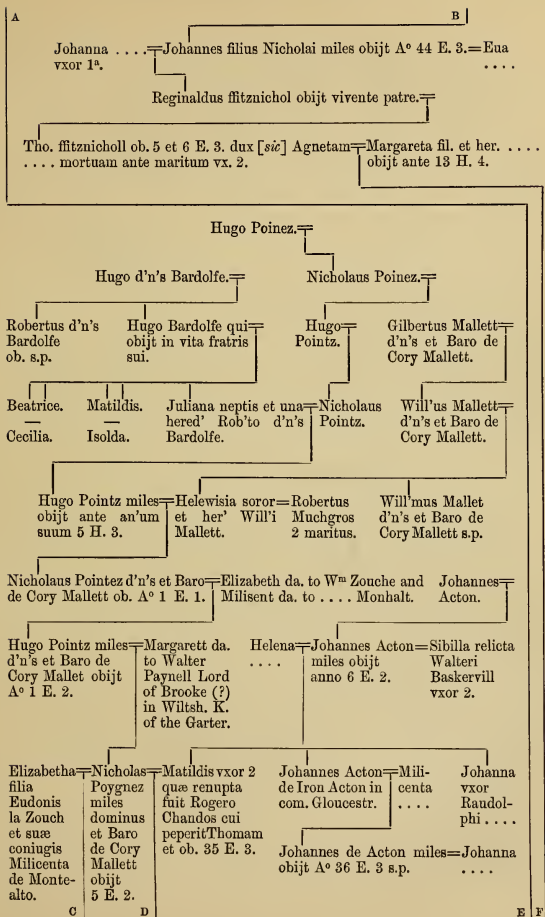 A
B
Johanna . . . . Johannes filius Nicholai miles obijt Aº 44 E. 3.=Eua
vxor 1ª. . . . .
Reginaldus ffitznichol obijt vivente patre.
Tho. ffitznicholl ob. 5 et 6 E. 3. dux [sic] Agnetam Margareta fil. et her. . . . .
. . . . mortuam ante maritum vx. 2. obijt ante 13 H. 4.
Hugo Poinez.
Hugo d'n's Bardolfe. Nicholaus Poinez.
Robertus d'n's
Bardolfe
ob. s.p.
Hugo Bardolfe qui
obijt in vita fratris
sui.
Hugo
Pointz.
Gilbertus Mallett
d'n's et Baro de
Cory Mallett.
Beatrice.
—
Cecilia.
Matildis.
—
Isolda.
Juliana neptis et una
hered' Rob'to d'n's
Bardolfe.
Nicholaus
Pointz.
Will'us Mallett
d'n's et Baro de
Cory Mallett.
Hugo Pointz miles
obijt ante an'um
suum 5 H. 3.
Helewisia soror=
et her' Will'i
Mallett.
Robertus
Muchgros
2 maritus.
Will'mus Mallet
d'n's et Baro de
Cory Mallett s.p.
Nicholaus Pointez d'n's et Baro
de Cory Mallett ob. Aº 1 E. 1.
Elizabeth da. to Wm Zouche and
Milisent da. to . . . . Monhalt.
Johannes
Acton.
Hugo Pointz miles
d'n's et Baro de
Cory Mallet obijt
Aº 1 E. 2.
Margarett da.
to Walter
Paynell Lord
of Brooke (?)
in Wiltsh. K.
of the Garter.
Helena
. . . .
Johannes Acton=
miles obijt
anno 6 E. 2.
Sibilla relicta
Walteri
Baskervill
vxor 2.
Elizabetha
filia
Eudonis
la Zouch
et suæ
coniugis
Milicenta
de Monte-
alto.
Nicholas
Poygnez
miles
dominus
et Baro
de Cory
Mallett
obijt
5 E. 2.
Matildis vxor 2
quæ renupta
fuit Rogero
Chandos cui
peperit Thomam
et ob. 35 E. 3.
Johannes Acton
de Iron Acton in
com. Gloucestr.
Mili-
centa
. . . .
Johanna
vxor
Raudol-
phi . . . .
Johannes de Acton miles=
obijt Aº 36 E. 3 s.p.
Johanna
. . . .
C
D
E
F